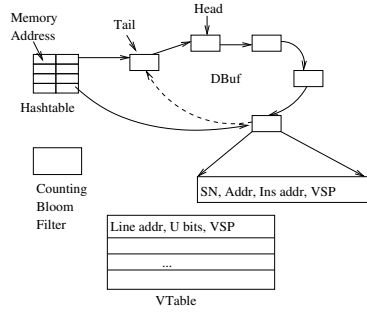 Memory
Address
Head
Tail
DBuf
Hashtable
Counting
Bloom
Filter
SN, Addr, Ins addr, VSP
Line addr, U bits, VSP
...
VTable